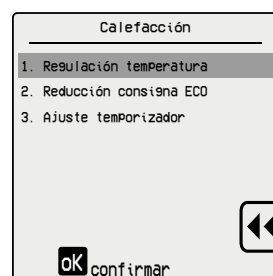 Calefacción
1. Regulación temperatura
2. Reducción consigna ECO
3. Ajuste temporizador
OK confirmar